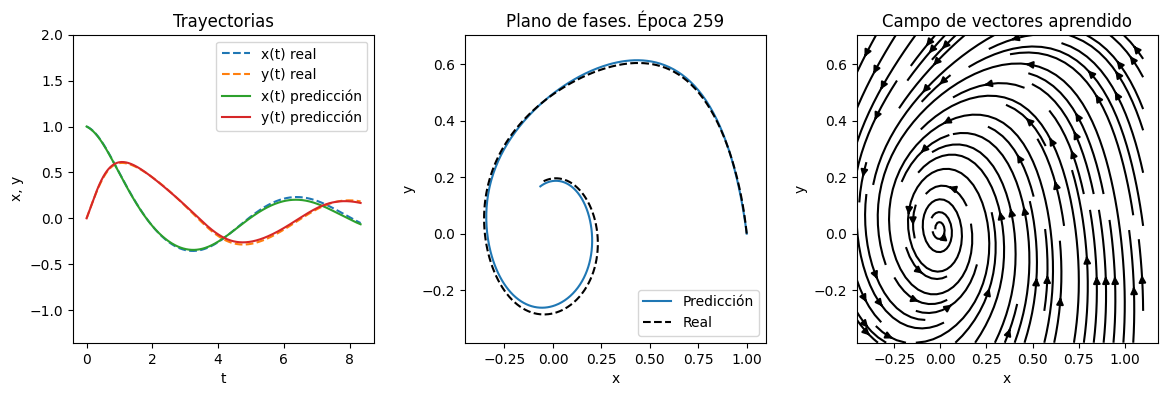 Trayectorias
2.0
1.5
1.0
0.5
0.0
−0.5
−1.0
x, y
0 2 4 6 8
t
x(t) real
y(t) real
x(t) predicción
y(t) predicción
Plano de fases. Época 259
0.6
0.4
0.2
0.0
−0.2
y
−0.25 0.00 0.25 0.50 0.75 1.00
x
Predicción
Real
Campo de vectores aprendido
0.6
0.4
0.2
0.0
−0.2
y
−0.25 0.00 0.25 0.50 0.75 1.00
x